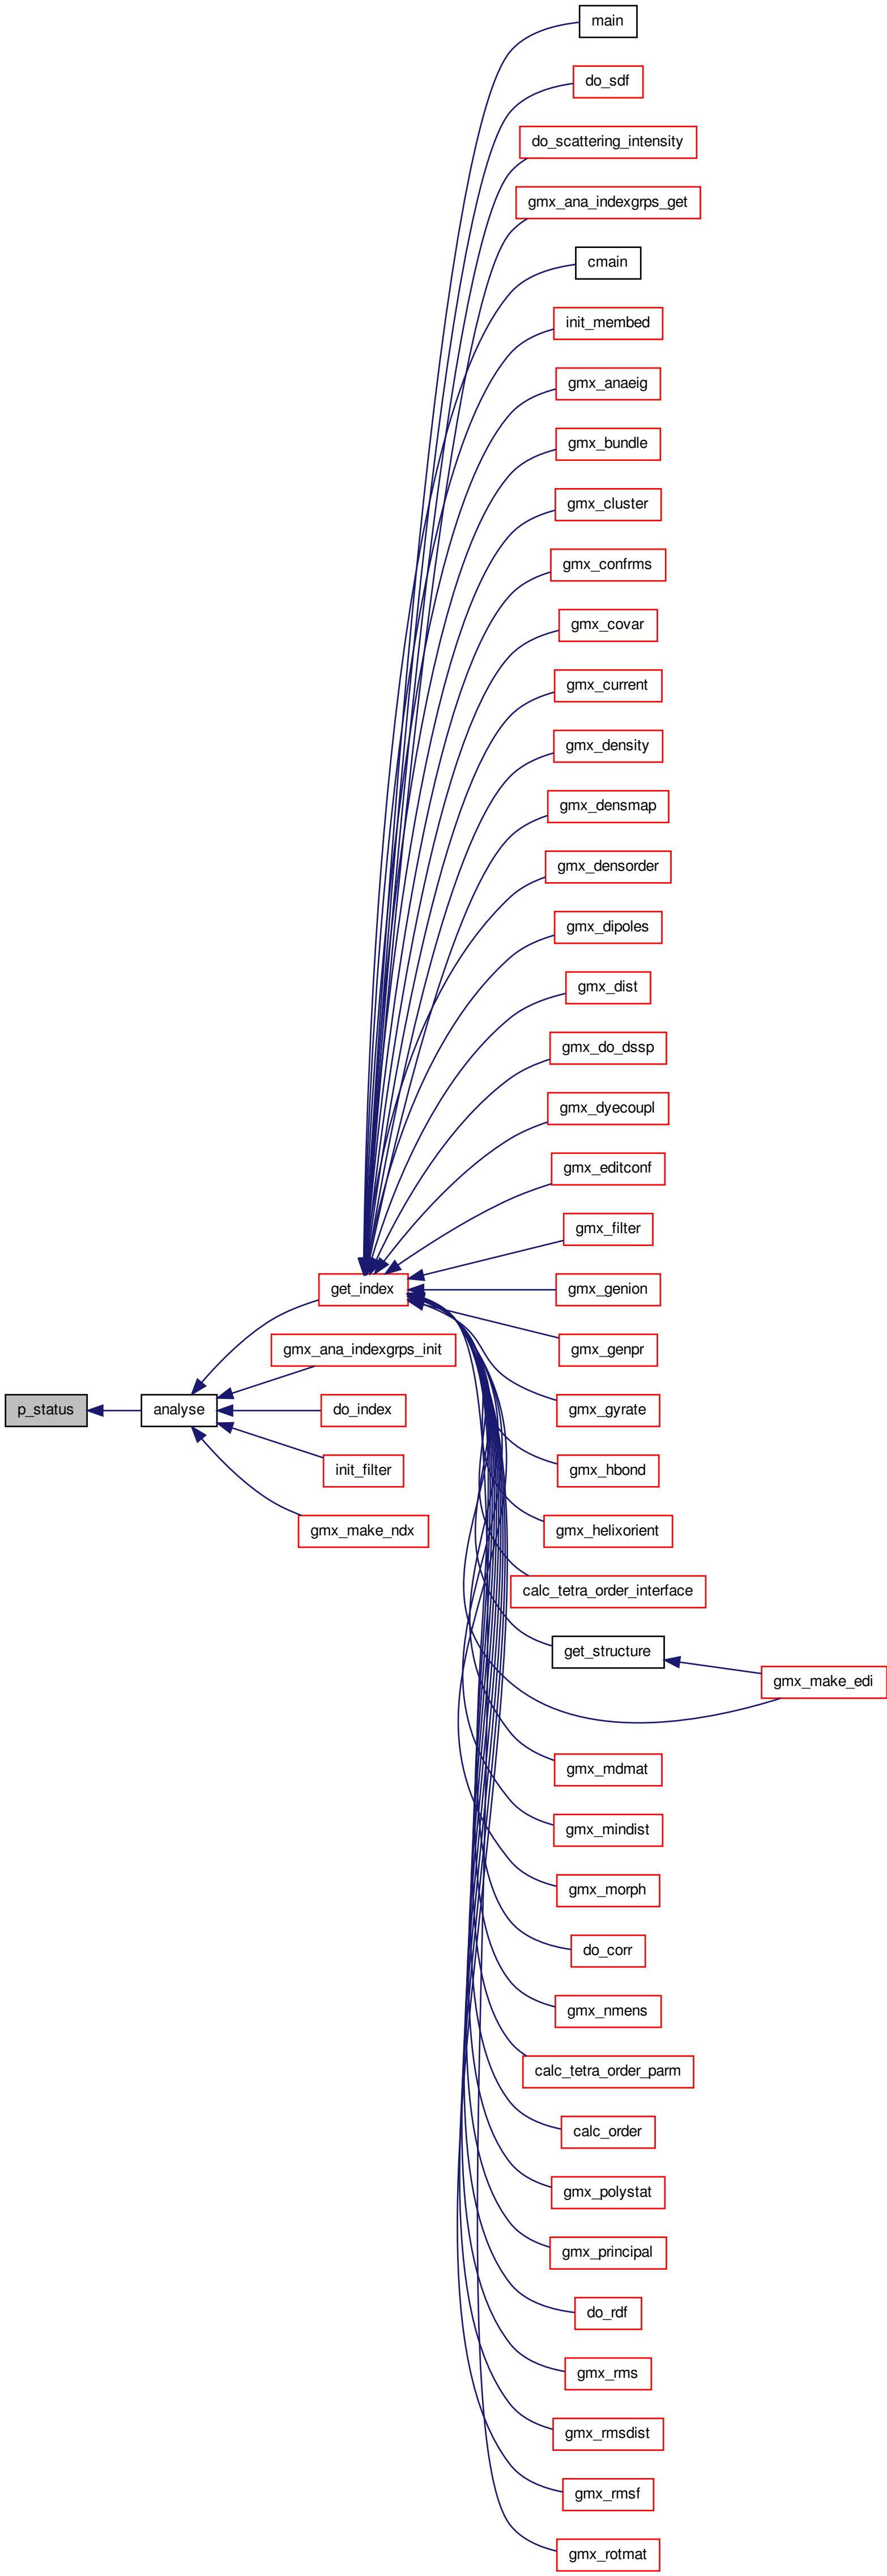 main
do_sdf
do_scattering_intensity
gmx_ana_indexgrps_get
cmain
init_membed
gmx_anaeig
gmx_bundle
gmx_cluster
gmx_confrms
gmx_covar
gmx_current
gmx_density
gmx_densmap
gmx_densorder
gmx_dipoles
gmx_dist
gmx_do_dssp
gmx_dyecoupl
gmx_editconf
gmx_filter
get_index
gmx_genion
gmx_ana_indexgrps_init
gmx_genpr
p_status
analyse
do_index
gmx_gyrate
init_filter
gmx_hbond
gmx_make_ndx
gmx_helixorient
calc_tetra_order_interface
get_structure
gmx_make_edi
gmx_mdmat
gmx_mindist
gmx_morph
do_corr
gmx_nmens
calc_tetra_order_parm
calc_order
gmx_polystat
gmx_principal
do_rdf
gmx_rms
gmx_rmsdist
gmx_rmsf
gmx_rotmat